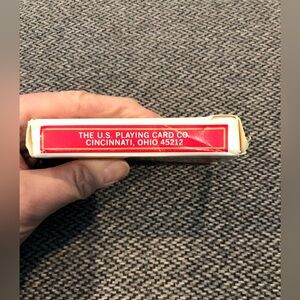 THE U.S. PLAYING CARD CO.
CINCINNATI, OHIO 45212